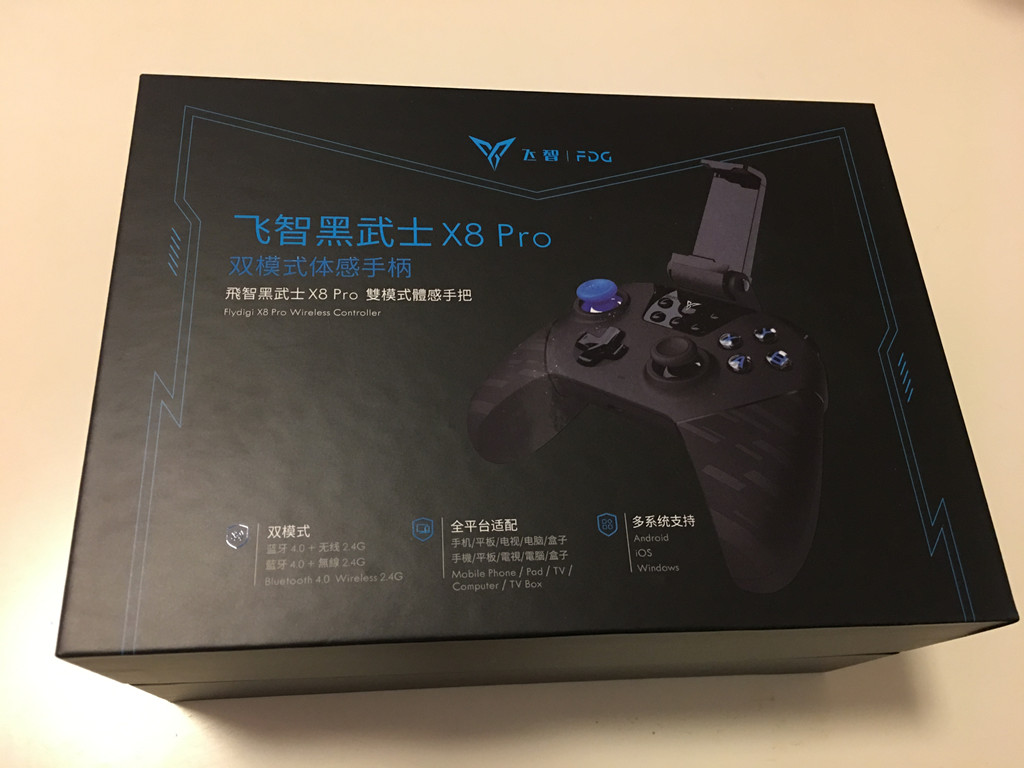 飞智 | FDG
飞智黑武士 X8 Pro
双模式体感手柄
飛智黑武士 X8 Pro 雙模式體感手把
Flydigi X8 Pro Wireless Controller
双模式
蓝牙 4.0 + 无线 2.4G
藍牙 4.0 + 無線 2.4G
Bluetooth 4.0 Wireless 2.4G
全平台适配
手机/平板/电视/电脑/盒子
手機/平板/電視/電腦/盒子
Mobile Phone / Pad / TV /
Computer / TV Box
多系统支持
Android
iOS
Windows